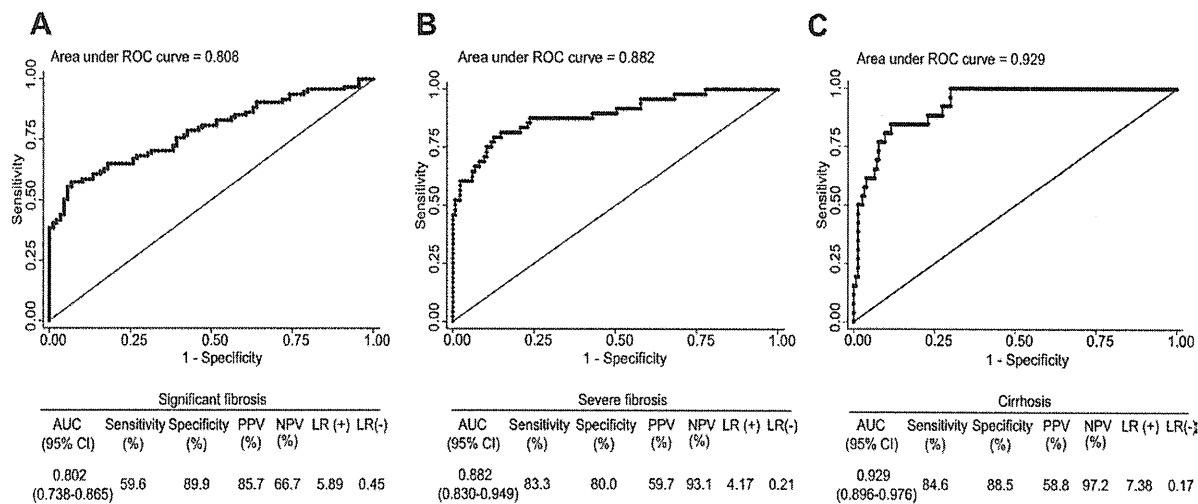 A
Area under ROC curve = 0.808
Sensitivity
1.00
0.75
0.50
0.25
0.00
0.00 0.25 0.50 0.75 1.00
1 - Specificity
Significant fibrosis
AUC Sensitivity Specificity PPV NPV LR (+) LR(-)
(95% CI) (%) (%) (%) (%)
0.802 59.6 89.9 85.7 66.7 5.89 0.45
(0.738-0.865)
B
Area under ROC curve = 0.882
Sensitivity
1.00
0.75
0.50
0.25
0.00
0.00 0.25 0.50 0.75 1.00
1 - Specificity
Severe fibrosis
AUC Sensitivity Specificity PPV NPV LR (+) LR(-)
(95% CI) (%) (%) (%) (%)
0.882 83.3 80.0 59.7 93.1 4.17 0.21
(0.830-0.949)
C
Area under ROC curve = 0.929
Sensitivity
1.00
0.75
0.50
0.25
0.00
0.00 0.25 0.50 0.75 1.00
1 - Specificity
Cirrhosis
AUC Sensitivity Specificity PPV NPV LR (+) LR(-)
(95% CI) (%) (%) (%) (%)
0.929 84.6 88.5 58.8 97.2 7.38 0.17
(0.896-0.976)